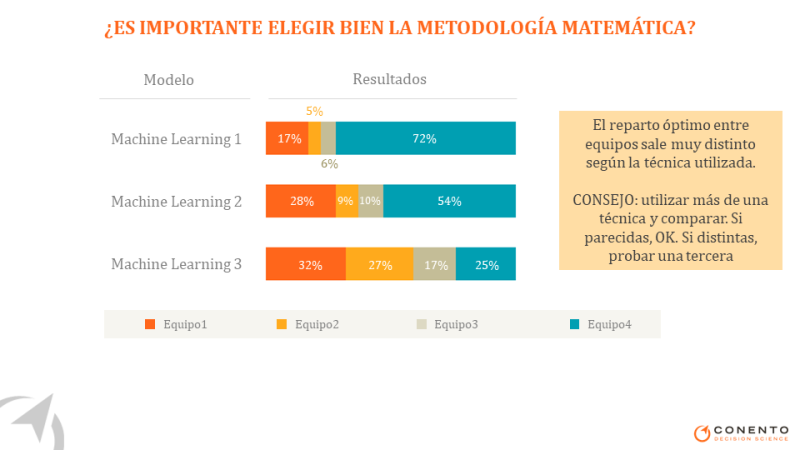 ¿ES IMPORTANTE ELEGIR BIEN LA METODOLOGÍA MATEMÁTICA?
Modelo
Resultados
5%
Machine Learning 1
17%
72%
6%
Machine Learning 2
28%
9%
10%
54%
Machine Learning 3
32%
27%
17%
25%
El reparto óptimo entre
equipos sale muy distinto
según la técnica utilizada.
CONSEJO: utilizar más de una
técnica y comparar. Si
parecidas, OK. Si distintas,
probar una tercera
Equipo1
Equipo2
Equipo3
Equipo4
CONENTO
DECISION SCIENCE